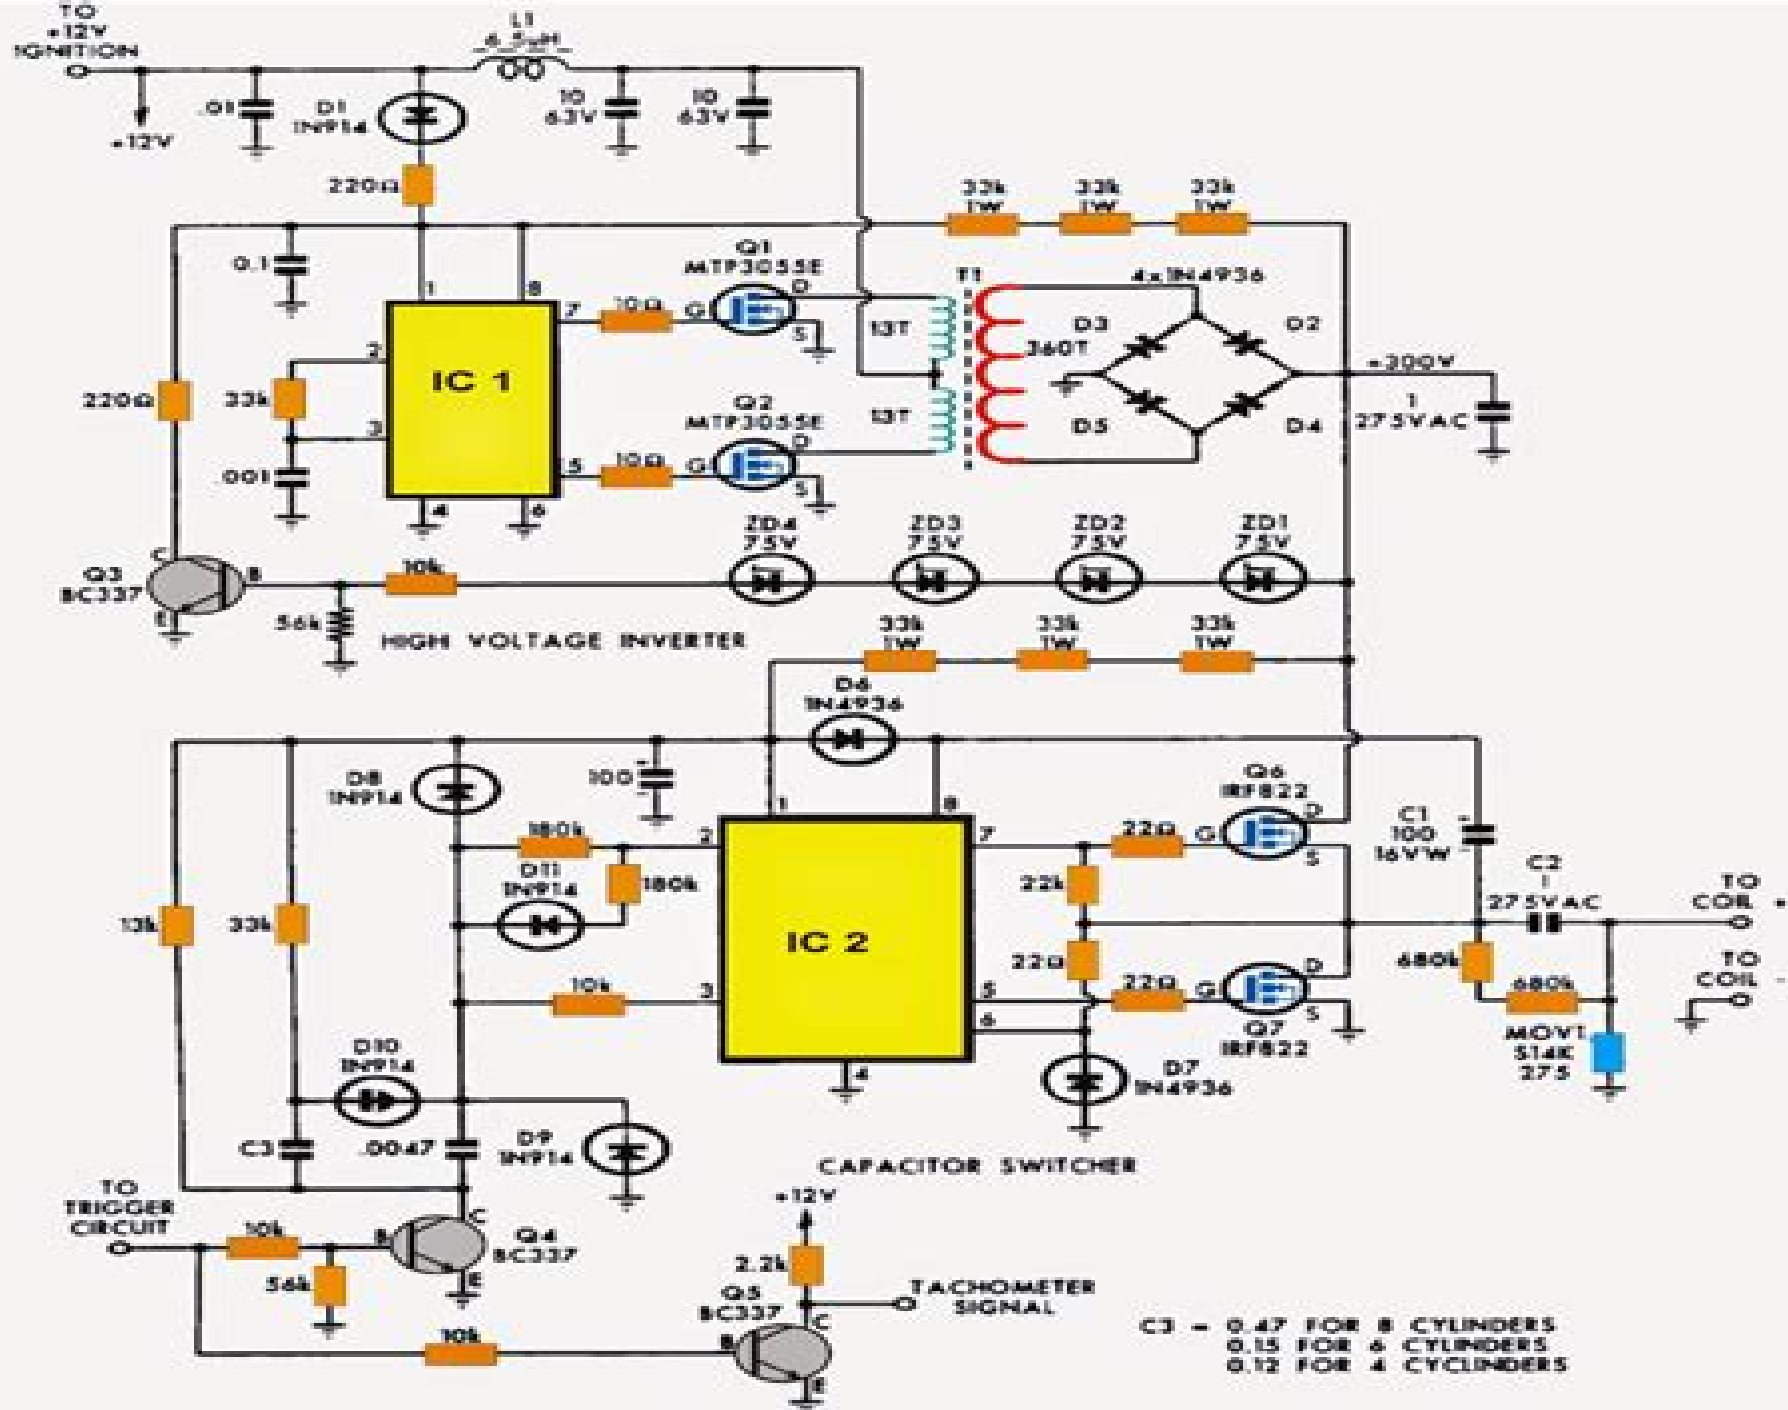 TO
+12V
IGNITION
+12V
.01
D1
1N914
L1
6.5uH
10
63V
10
63V
220Ω
33k
1W
33k
1W
33k
1W
0.1
1
8
7
10Ω
Q1
MTP3055E
G
D
S
T1
13T
360T
13T
4x1N4936
D3
D2
D5
D4
+300V
1
275VAC
220Ω
33k
2
3
.001
IC 1
4
6
5
10Ω
Q2
MTP3055E
G
D
S
Q3
BC337
C
B
E
10k
56k
ZD4
75V
ZD3
75V
ZD2
75V
ZD1
75V
HIGH VOLTAGE INVERTER
33k
1W
33k
1W
33k
1W
D6
1N4936
D8
1N914
100
1
8
2
7
180k
D11
1N914
180k
13k
33k
10k
3
IC 2
4
5
6
22Ω
22k
22Ω
22Ω
Q6
IRF822
G
D
S
Q7
IRF822
G
D
S
C1
100
16VW
C2
1
275VAC
TO
COIL +
TO
COIL -
680k
680k
MOV1
S14K
275
D7
1N4936
D10
1N914
C3
.0047
D9
1N914
CAPACITOR SWITCHER
TO
TRIGGER
CIRCUIT
10k
56k
B
C
E
Q4
BC337
+12V
2.2k
Q5
BC337
B
C
E
10k
TACHOMETER
SIGNAL
C3 = 0.47 FOR 8 CYLINDERS
0.15 FOR 6 CYLINDERS
0.12 FOR 4 CYCLINDERS